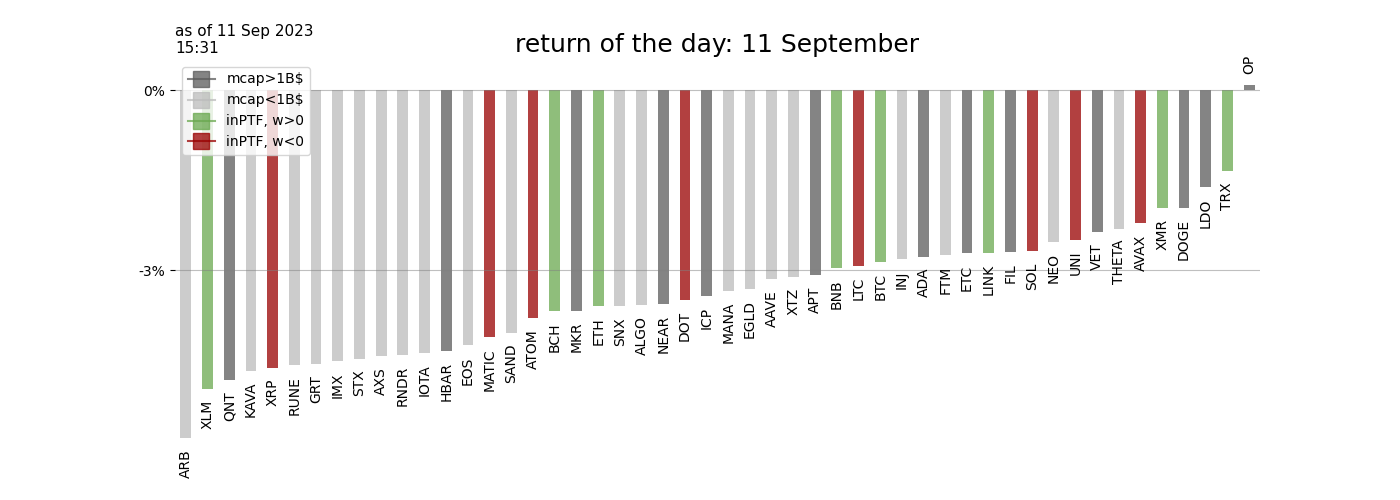 as of 11 Sep 2023
15:31
return of the day: 11 September
mcap>1B$
mcap<1B$
inPTF, w>0
inPTF, w<0
0%
-3%
ARB
XLM
QNT
KAVA
XRP
RUNE
GRT
IMX
STX
AXS
RNDR
IOTA
HBAR
EOS
MATIC
SAND
ATOM
BCH
MKR
ETH
SNX
ALGO
NEAR
DOT
ICP
MANA
EGLD
AAVE
XTZ
APT
BNB
LTC
BTC
INJ
ADA
FTM
ETC
LINK
FIL
SOL
NEO
UNI
VET
THETA
AVAX
XMR
DOGE
LDO
TRX
OP